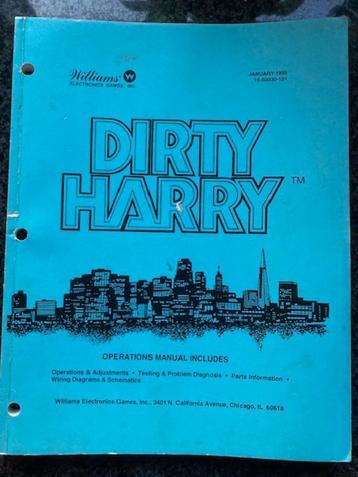 Williams
ELECTRONICS GAMES, INC.
JANUARY 1995
16-50030-101
DIRTY
HARRY ™
OPERATIONS MANUAL INCLUDES
Operations & Adjustments • Testing & Problem Diagnosis • Parts Information •
Wiring Diagrams & Schematics
Williams Electronics Games, Inc., 3401 N. California Avenue, Chicago, IL 60618